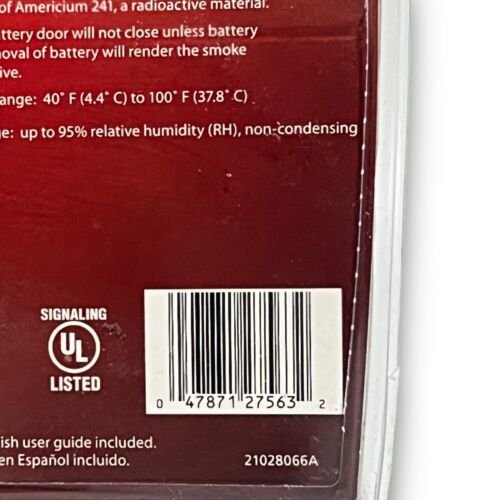 of Americium 241, a radioactive material.
ttery door will not close unless battery
noval of battery will render the smoke
ive.
ange: 40° F (4.4° C) to 100° F (37.8° C)
e: up to 95% relative humidity (RH), non-condensing
SIGNALING
UL
LISTED
0 47871 27563 2
ish user guide included.
en Español incluido.
21028066A